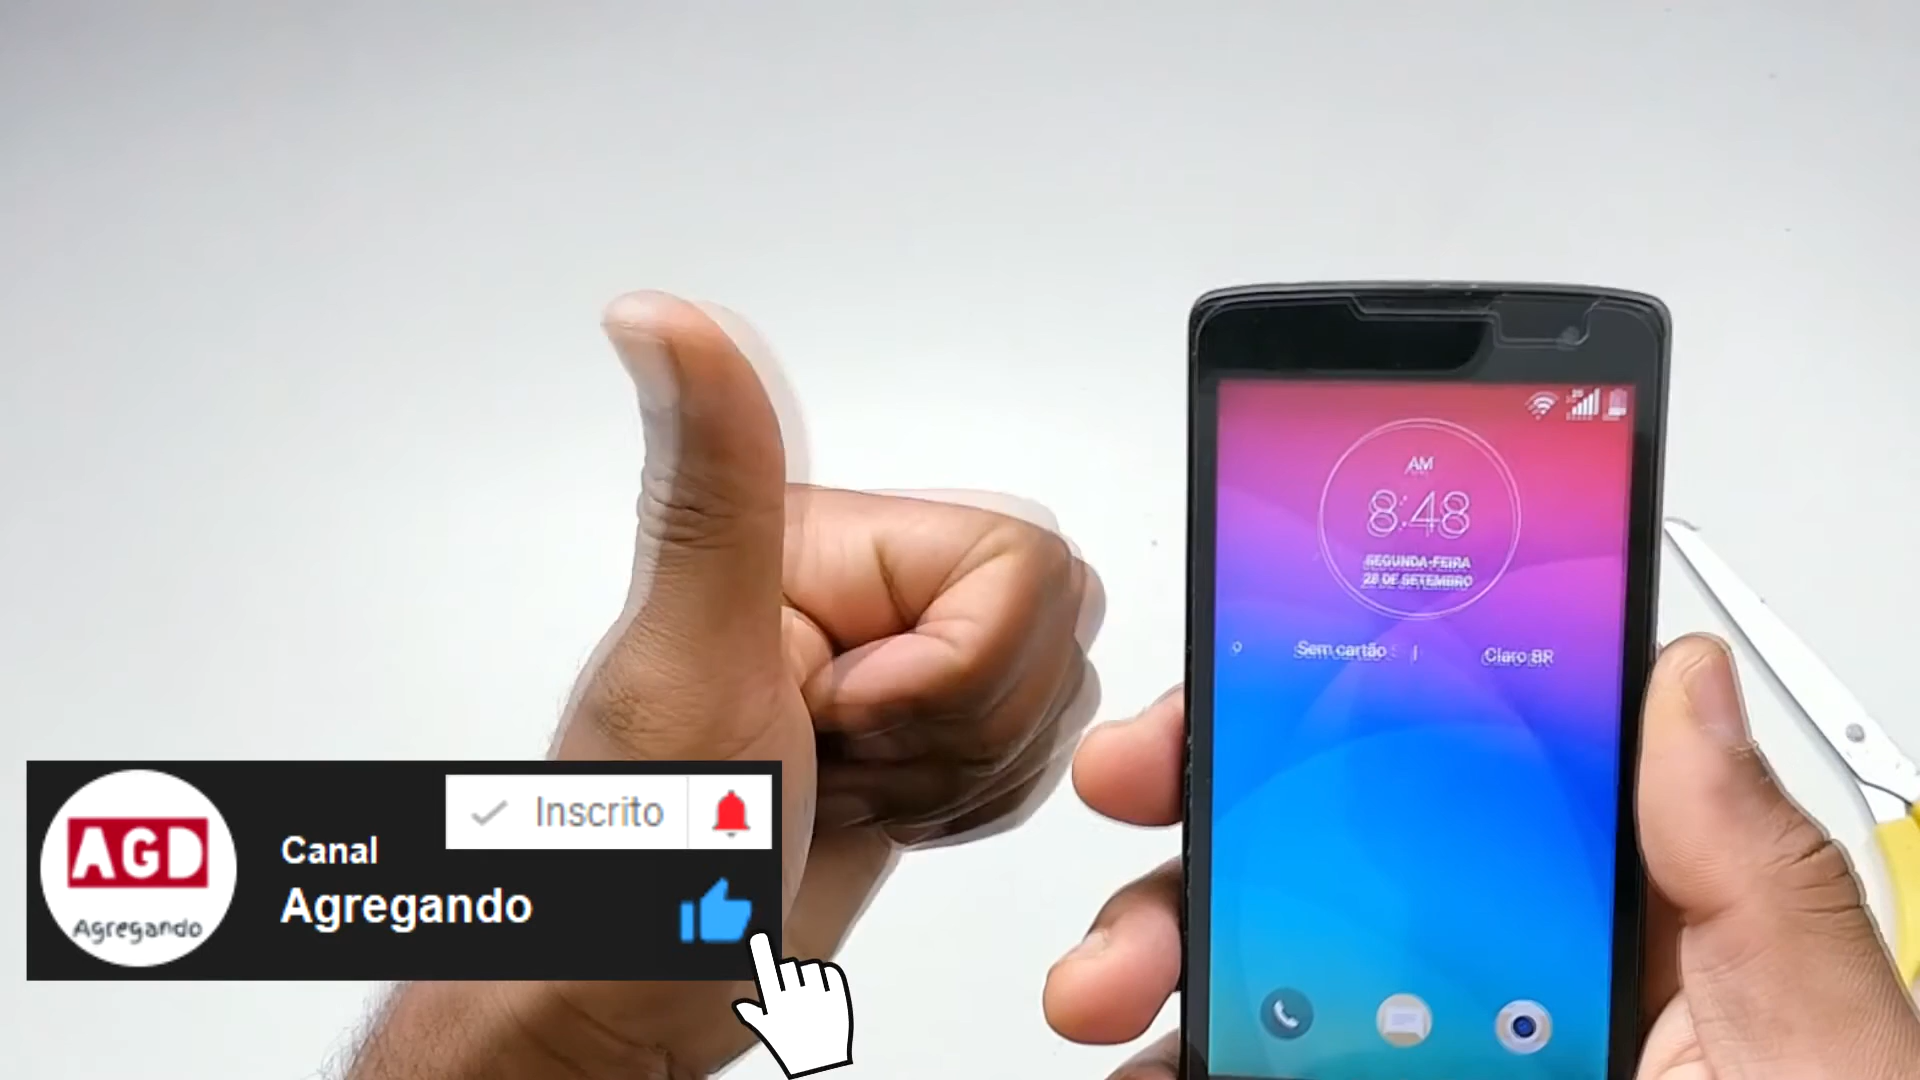 AM
8:48
SEGUNDA-FEIRA
28 DE SETEMBRO
Sem cartão
Claro BR
Inscrito
Canal
Agregando
AGD
Agregando